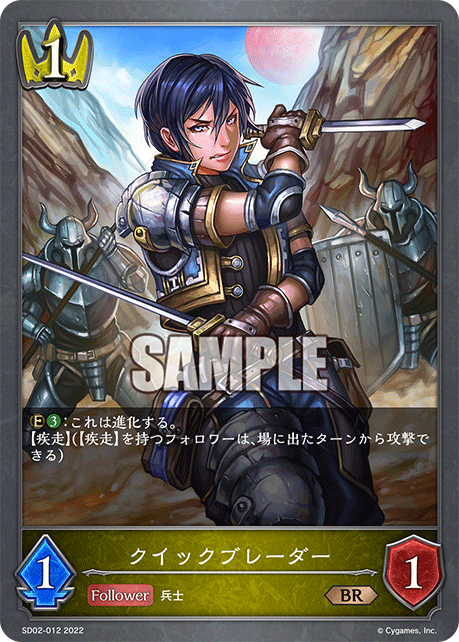 1
SAMPLE
E3：これは進化する。
【疾走】（【疾走】を持つフォロワーは、場に出たターンから攻撃で
きる）
クイックブレーダー
1
Follower 兵士
BR
1
SD02-012 2022
© Cygames, Inc.